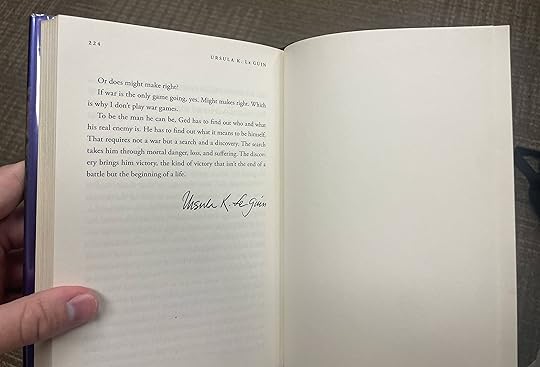 224
URSULA K. LE GUIN
Or does might make right?
If war is the only game going, yes. Might makes right. Which
is why I don't play war games.
To be the man he can be, Ged has to find out who and what
his real enemy is. He has to find out what it means to be himself.
That requires not a war but a search and a discovery. The search
takes him through mortal danger, loss, and suffering. The discov-
ery brings him victory, the kind of victory that isn't the end of a
battle but the beginning of a life.
Ursula K. Le Guin